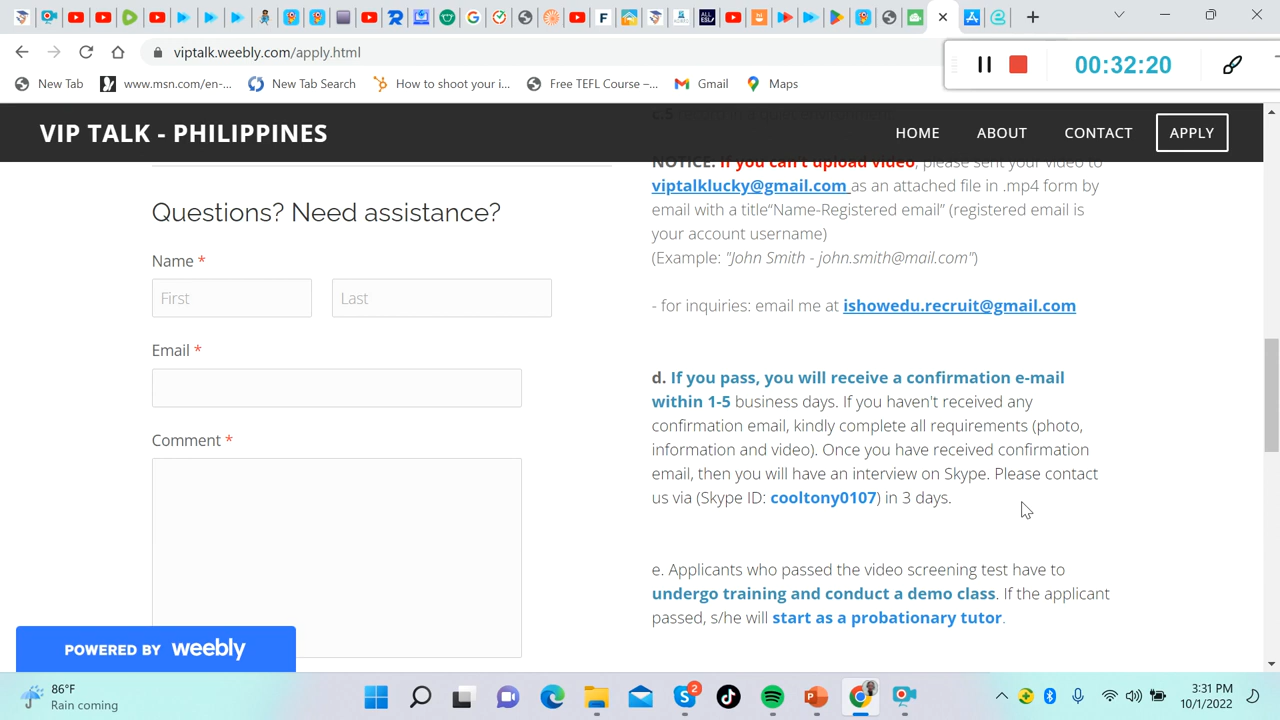 viptalk.weebly.com/apply.html
00:32:20
New Tab
www.msn.com/en-...
New Tab Search
How to shoot your i...
Free TEFL Course –...
Gmail
Maps
VIP TALK - PHILIPPINES
HOME
ABOUT
CONTACT
APPLY
Questions? Need assistance?
Name *
First
Last
Email *
Comment *
NOTICE: If you can't upload video, please sent your video to
viptalklucky@gmail.com as an attached file in .mp4 form by
email with a title“Name-Registered email” (registered email is
your account username)
(Example: "John Smith - john.smith@mail.com")
- for inquiries: email me at ishowedu.recruit@gmail.com
d. If you pass, you will receive a confirmation e-mail
within 1-5 business days. If you haven't received any
confirmation email, kindly complete all requirements (photo,
information and video). Once you have received confirmation
email, then you will have an interview on Skype. Please contact
us via (Skype ID: cooltony0107) in 3 days.
e. Applicants who passed the video screening test have to
undergo training and conduct a demo class. If the applicant
passed, s/he will start as a probationary tutor.
POWERED BY weebly
86°F
Rain coming
2
3:31 PM
10/1/2022